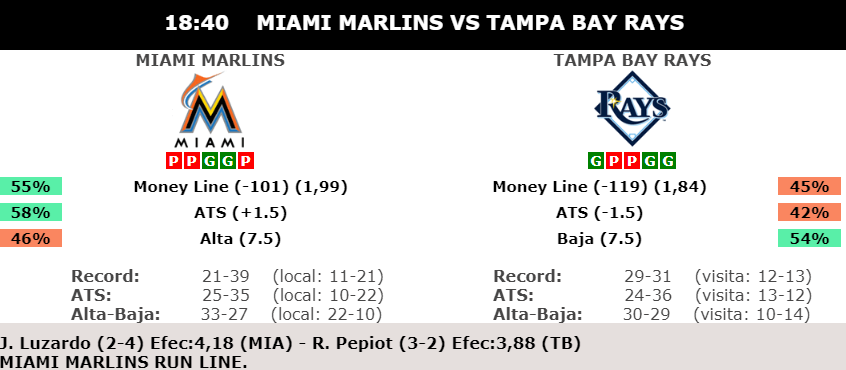 18:40 MIAMI MARLINS VS TAMPA BAY RAYS
MIAMI MARLINS TAMPA BAY RAYS
MIAMI RAYS
P P G G P G P P G G
55% Money Line (-101) (1,99) Money Line (-119) (1,84) 45%
58% ATS (+1.5) ATS (-1.5) 42%
46% Alta (7.5) Baja (7.5) 54%
Record: 21-39 (local: 11-21) Record: 29-31 (visita: 12-13)
ATS: 25-35 (local: 10-22) ATS: 24-36 (visita: 13-12)
Alta-Baja: 33-27 (local: 22-10) Alta-Baja: 30-29 (visita: 10-14)
J. Luzardo (2-4) Efec:4,18 (MIA) - R. Pepiot (3-2) Efec:3,88 (TB)
MIAMI MARLINS RUN LINE.